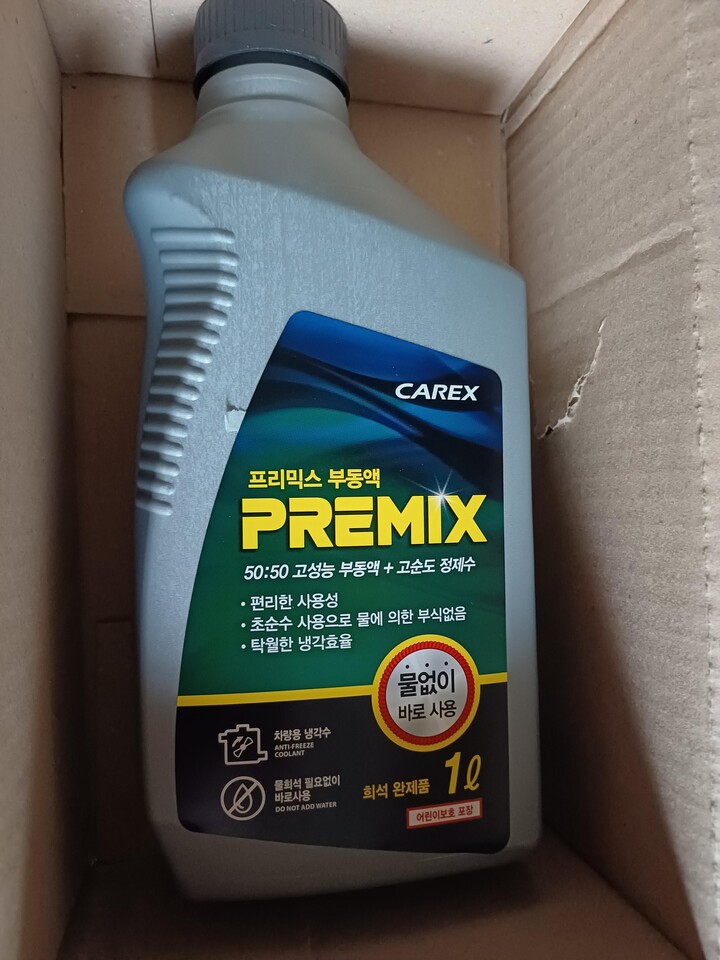 CAREX
프리믹스 부동액
PREMIX
50:50 고성능 부동액 + 고순도 정제수
• 편리한 사용성
• 초순수 사용으로 물에 의한 부식없음
• 탁월한 냉각효율
물없이
바로 사용
차량용 냉각수
ANTI-FREEZE
COOLANT
물희석 필요없이
바로사용
DO NOT ADD WATER
희석 완제품 1ℓ
어린이보호 포장